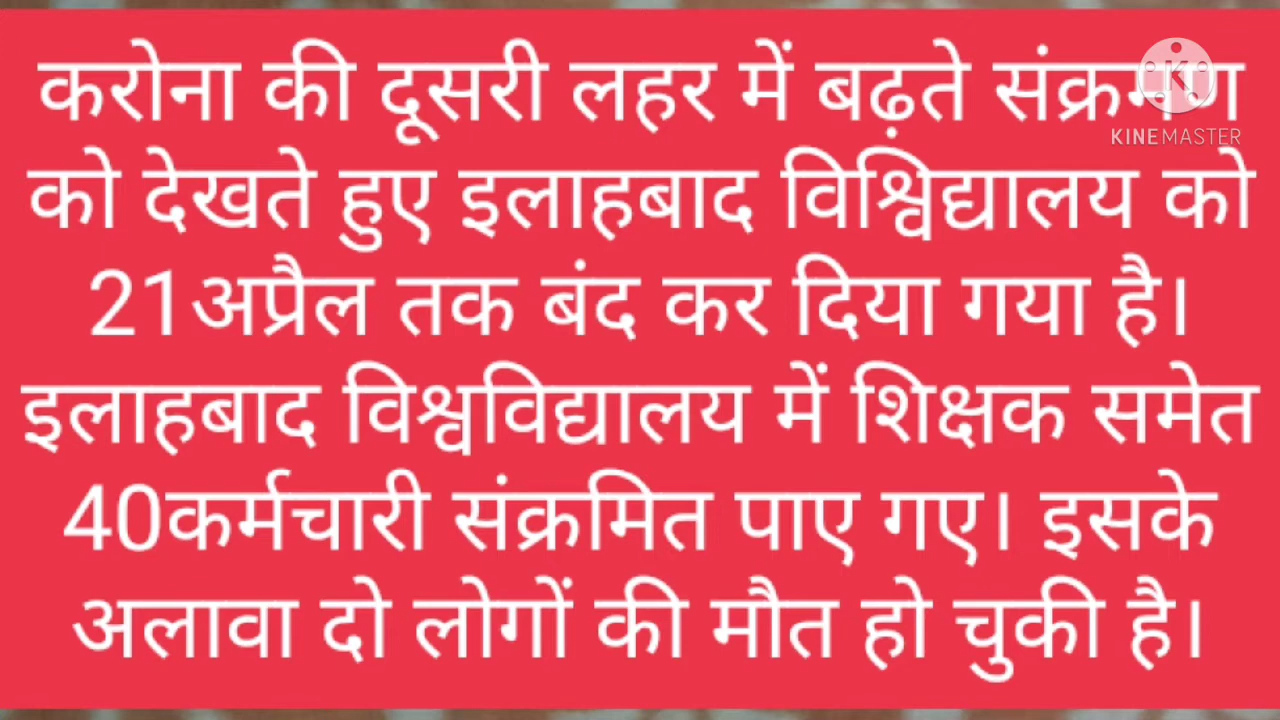 करोना की दूसरी लहर में बढ़ते संक्रमण
को देखते हुए इलाहबाद विश्विद्यालय को
21अप्रैल तक बंद कर दिया गया है।
इलाहबाद विश्वविद्यालय में शिक्षक समेत
40कर्मचारी संक्रमित पाए गए। इसके
अलावा दो लोगों की मौत हो चुकी है।
K
KINEMASTER